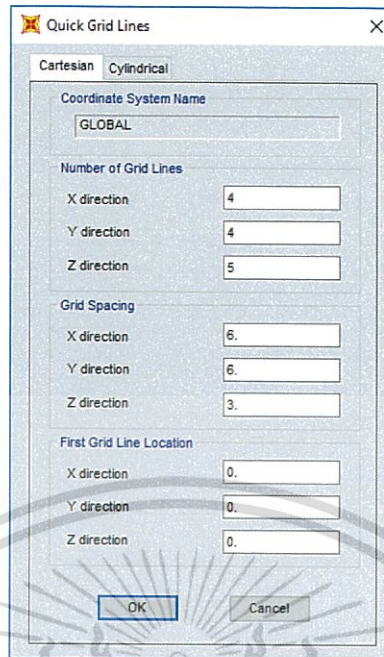 Quick Grid Lines
Cartesian Cylindrical
Coordinate System Name
GLOBAL
Number of Grid Lines
X direction 4
Y direction 4
Z direction 5
Grid Spacing
X direction 6.
Y direction 6.
Z direction 3.
First Grid Line Location
X direction 0.
Y direction 0.
Z direction 0.
OK Cancel